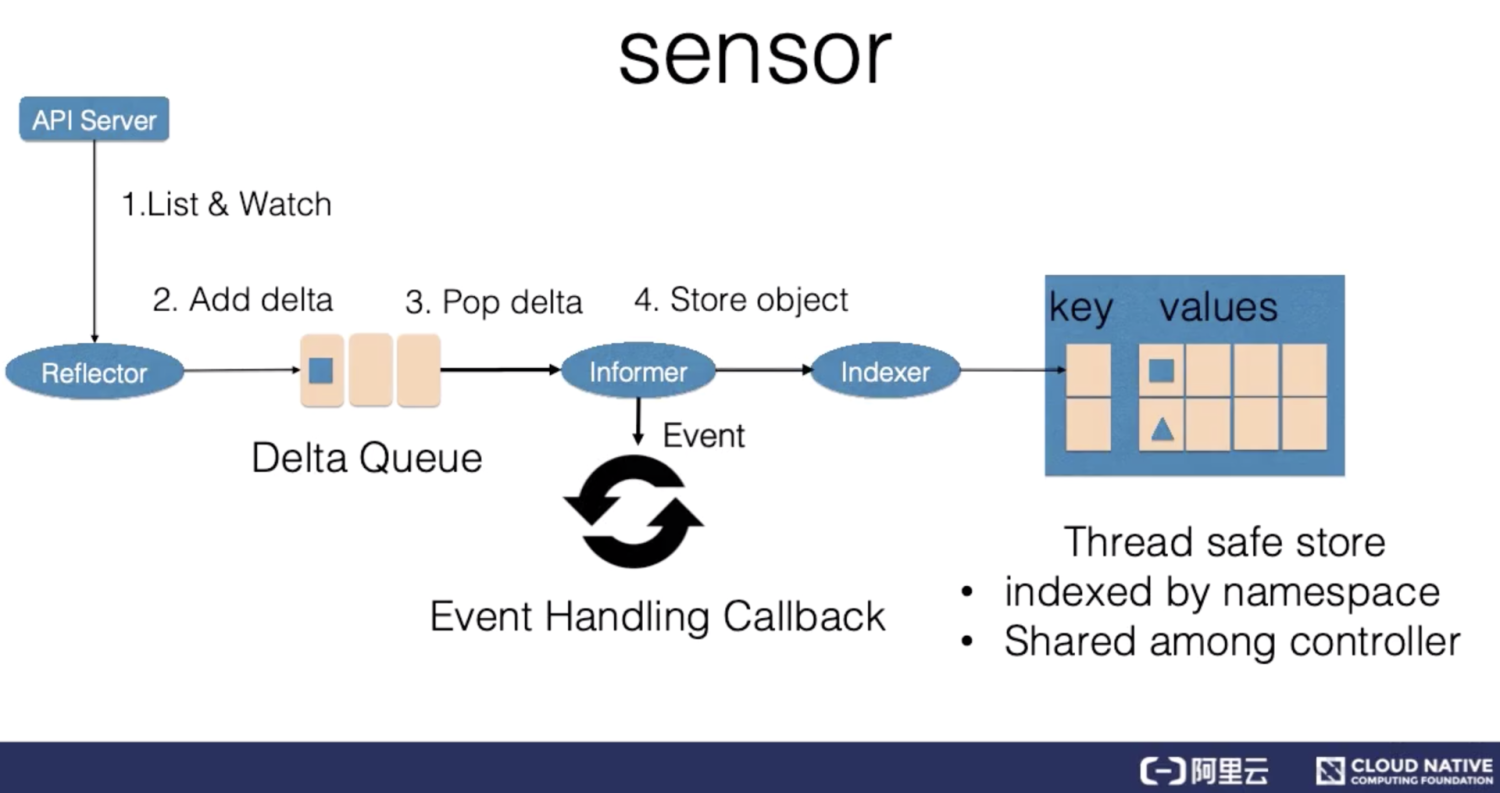 sensor
API Server
1.List & Watch
2. Add delta
3. Pop delta
4. Store object
key
values
Reflector
Informer
Indexer
Delta Queue
Event
Event Handling Callback
Thread safe store
• indexed by namespace
• Shared among controller
阿里云
CLOUD NATIVE
COMPUTING FOUNDATION